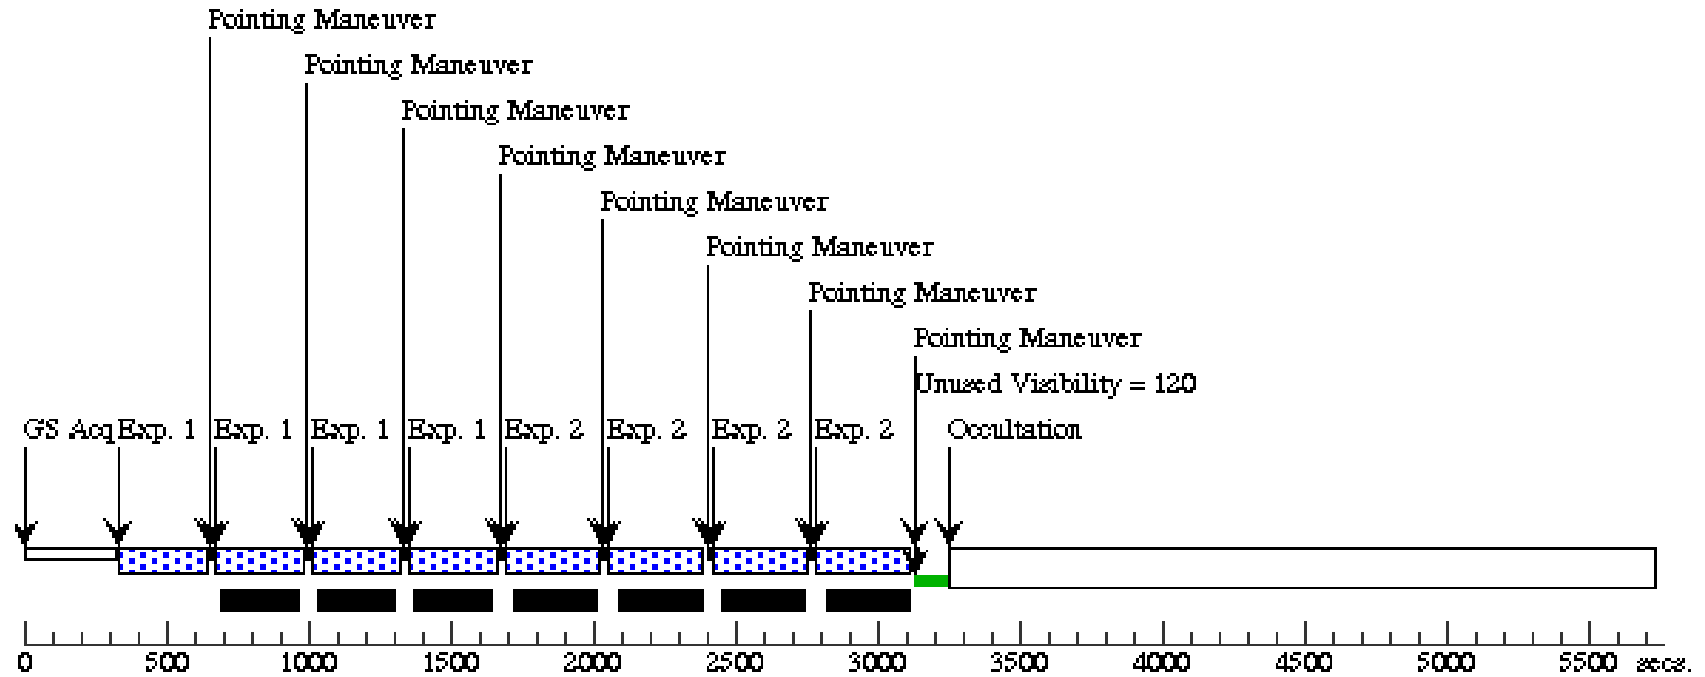 Pointing Maneuver
Pointing Maneuver
Pointing Maneuver
Pointing Maneuver
Pointing Maneuver
Pointing Maneuver
Pointing Maneuver
Pointing Maneuver
Unused Visibility = 120
GS Acq Exp. 1 Exp. 1 Exp. 1 Exp. 1 Exp. 2 Exp. 2 Exp. 2 Exp. 2 Occultation
0 500 1000 1500 2000 2500 3000 3500 4000 4500 5000 5500 secs.